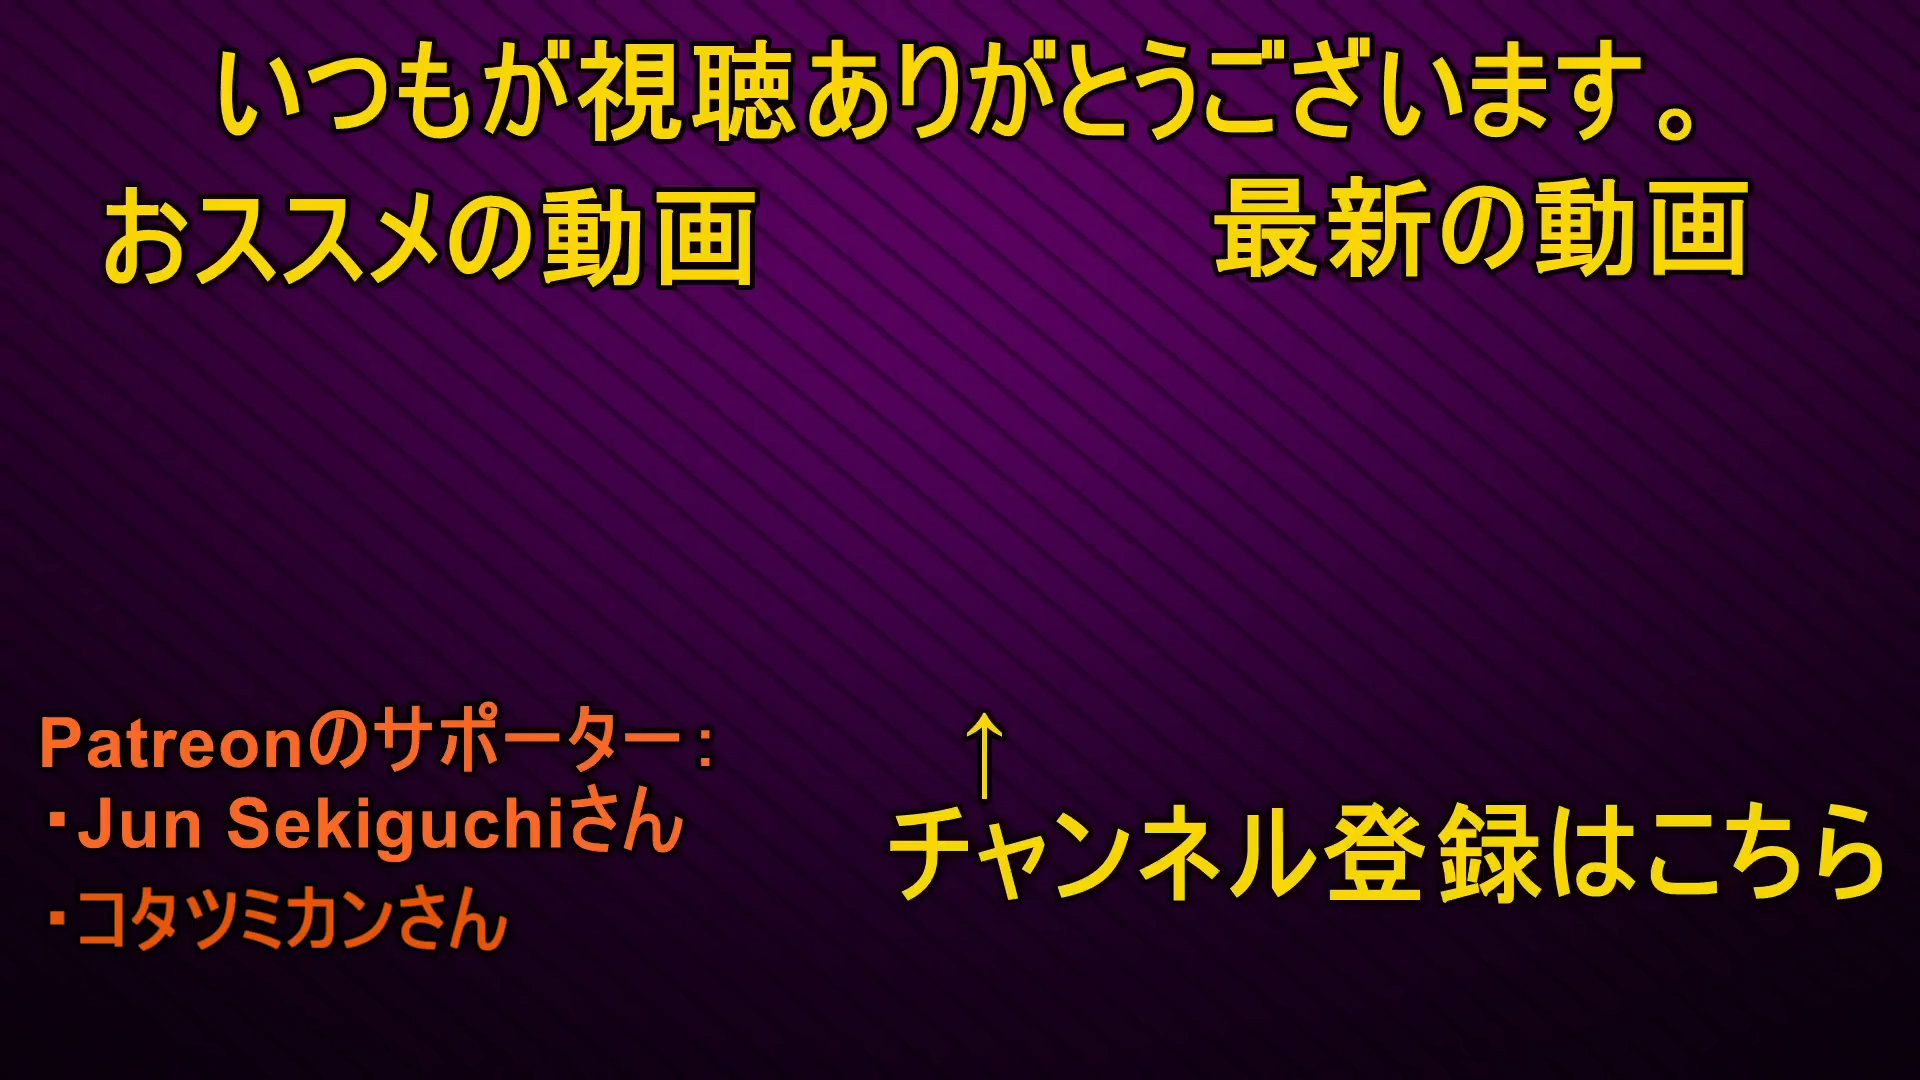 いつもが視聴ありがとうございます。
おススメの動画
最新の動画
Patreonのサポーター：
・Jun Sekiguchiさん
・コタツミカンさん
↑
チャンネル登録はこちら